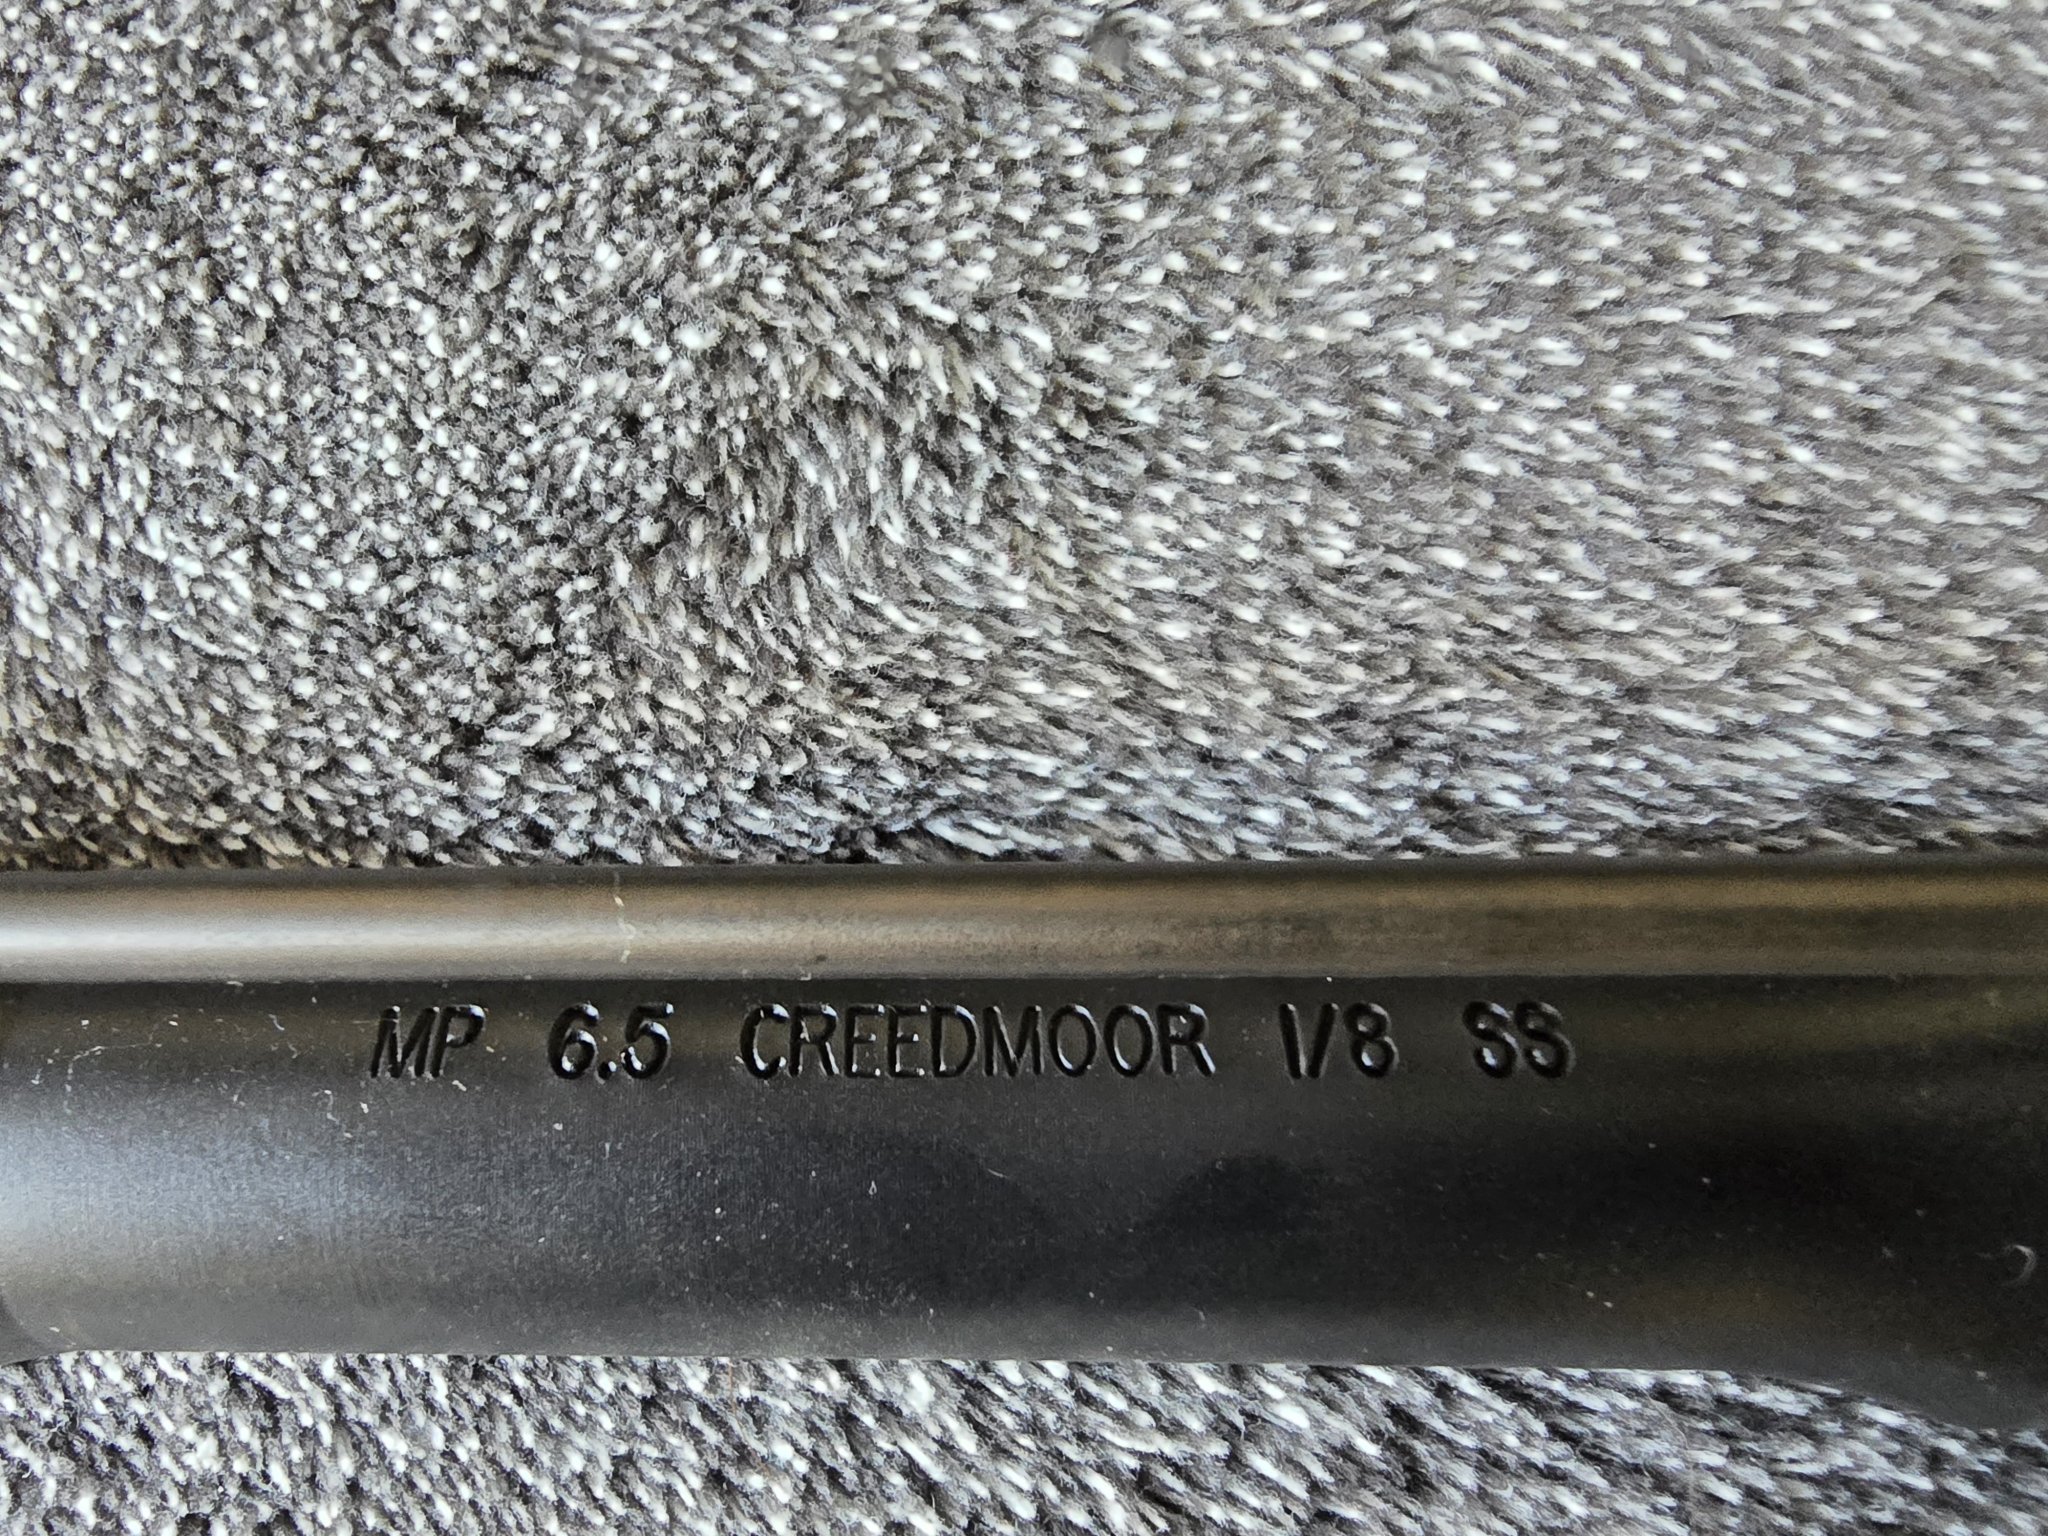 MP 6.5 CREEDMOOR 1/8 SS